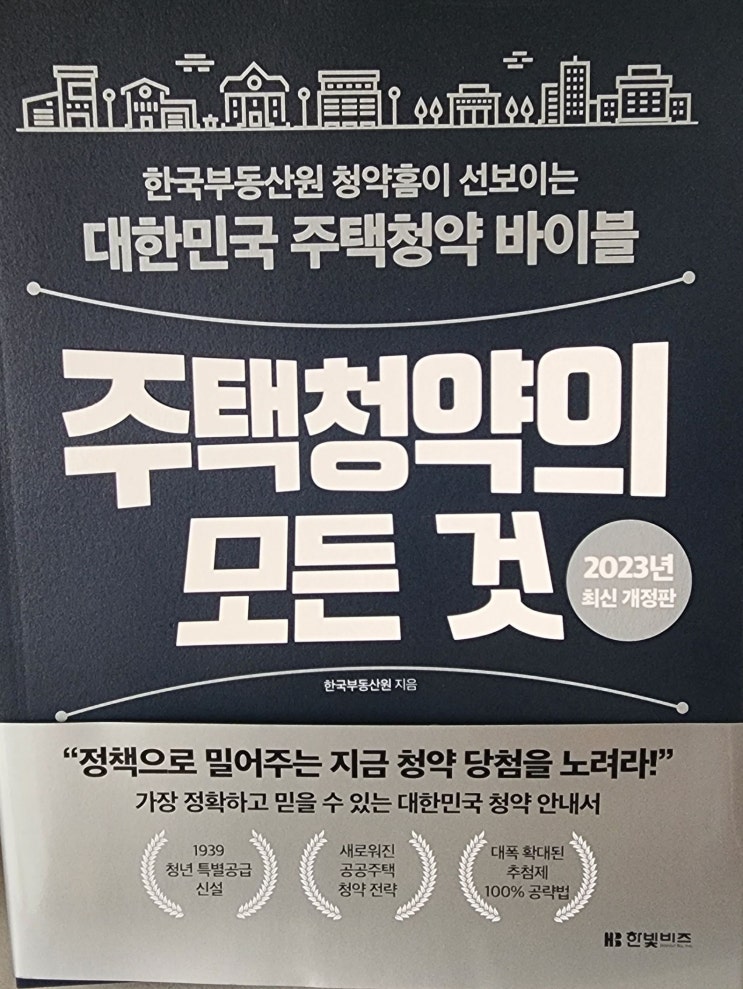 한국부동산원 청약홈이 선보이는
대한민국 주택청약 바이블
주택청약의
모든 것
2023년
최신 개정판
한국부동산원 지음
“정책으로 밀어주는 지금 청약 당첨을 노려라!”
가장 정확하고 믿을 수 있는 대한민국 청약 안내서
1939
청년 특별공급
신설
새로워진
공공주택
청약 전략
대폭 확대된
추첨제
100% 공략법
HB 한빛비즈